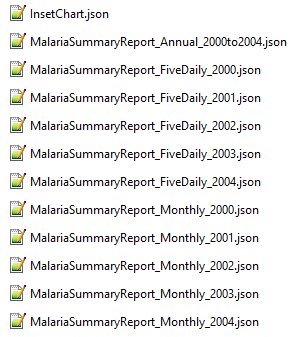 InsetChart.json
MalariaSummaryReport_Annual_2000to2004.json
MalariaSummaryReport_FiveDaily_2000.json
MalariaSummaryReport_FiveDaily_2001.json
MalariaSummaryReport_FiveDaily_2002.json
MalariaSummaryReport_FiveDaily_2003.json
MalariaSummaryReport_FiveDaily_2004.json
MalariaSummaryReport_Monthly_2000.json
MalariaSummaryReport_Monthly_2001.json
MalariaSummaryReport_Monthly_2002.json
MalariaSummaryReport_Monthly_2003.json
MalariaSummaryReport_Monthly_2004.json